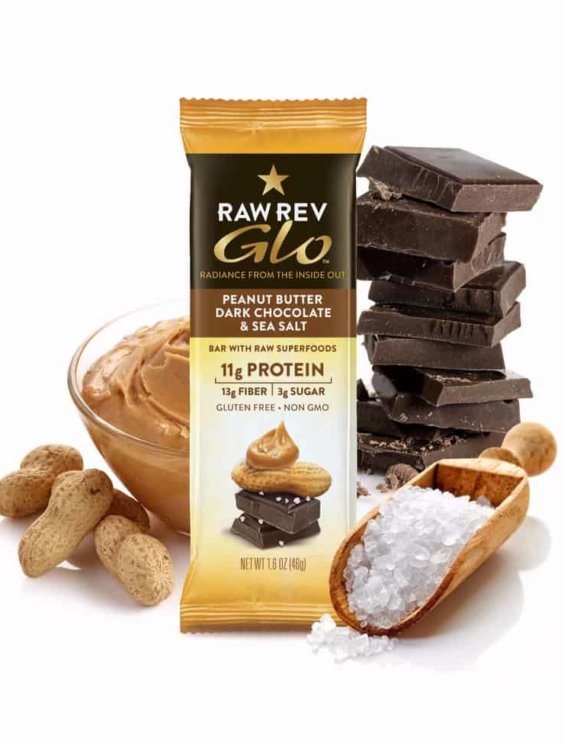 RAW REV
Glo™
RADIANCE FROM THE INSIDE OUT
PEANUT BUTTER
DARK CHOCOLATE
& SEA SALT
BAR WITH RAW SUPERFOODS
11g PROTEIN
13g FIBER | 3g SUGAR
GLUTEN FREE • NON GMO
NET WT 1.6 OZ (46g)